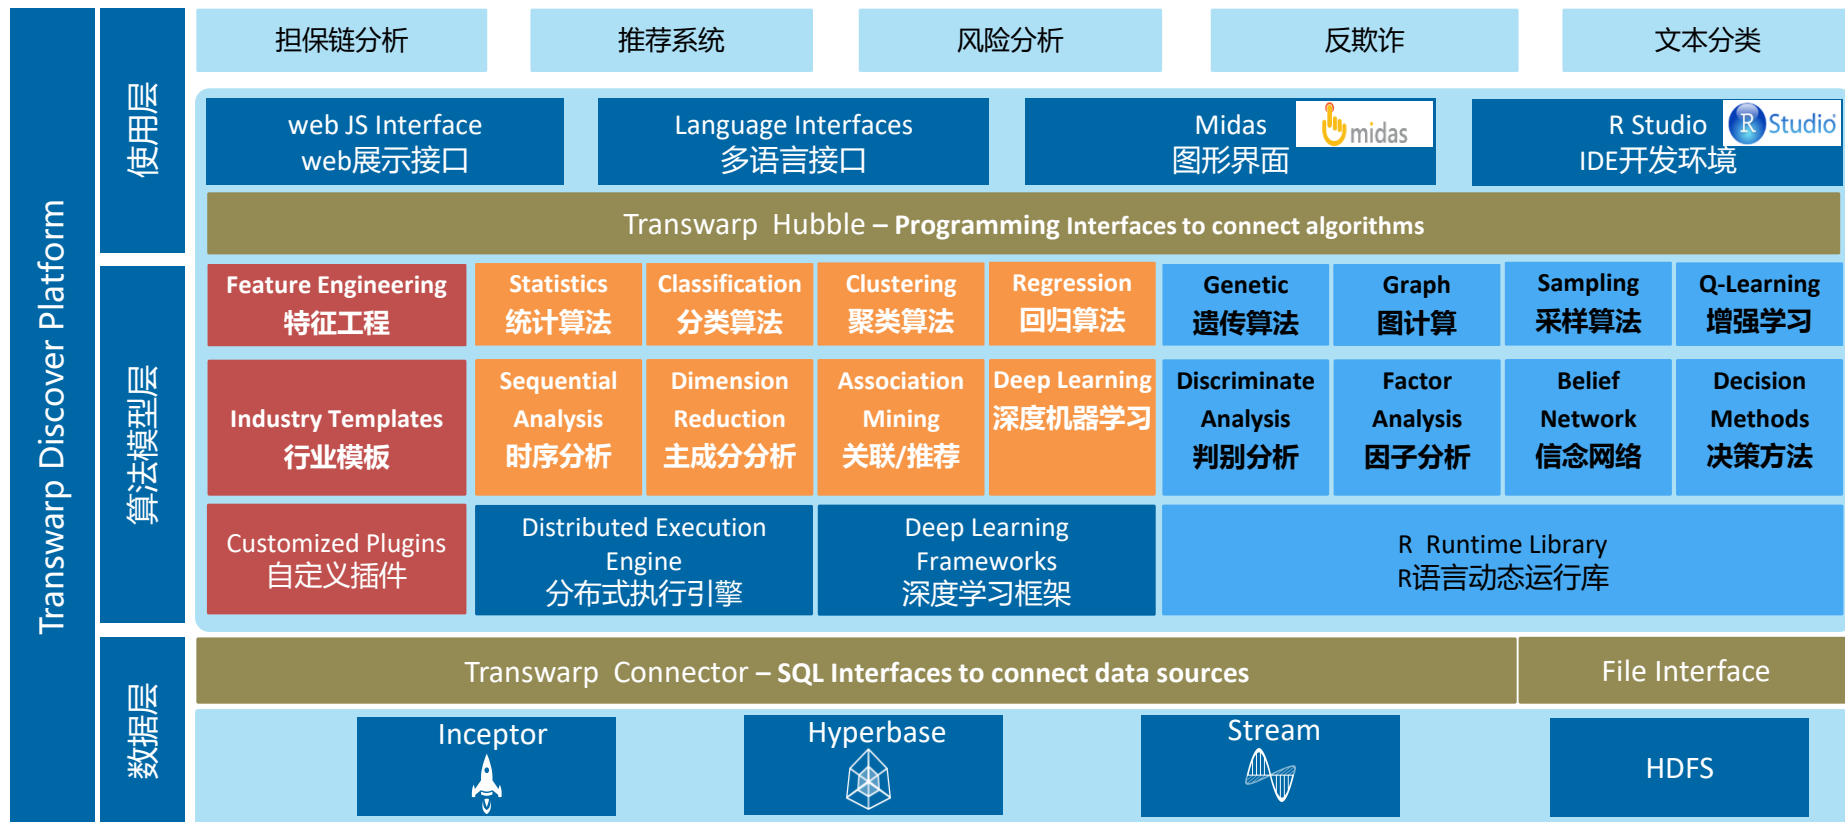 Transwarp Discover Platform
使用层
担保链分析
推荐系统
风险分析
反欺诈
文本分类
web JS Interface
web展示接口
Language Interfaces
多语言接口
Midas
图形界面
midas
R Studio
IDE开发环境
R Studio
Transwarp Hubble – Programming Interfaces to connect algorithms
算法模型层
Feature Engineering
特征工程
Statistics
统计算法
Classification
分类算法
Clustering
聚类算法
Regression
回归算法
Genetic
遗传算法
Graph
图计算
Sampling
采样算法
Q-Learning
增强学习
Industry Templates
行业模板
Sequential
Analysis
时序分析
Dimension
Reduction
主成分分析
Association
Mining
关联/推荐
Deep Learning
深度机器学习
Discriminate
Analysis
判别分析
Factor
Analysis
因子分析
Belief
Network
信念网络
Decision
Methods
决策方法
Customized Plugins
自定义插件
Distributed Execution
Engine
分布式执行引擎
Deep Learning
Frameworks
深度学习框架
R Runtime Library
R语言动态运行库
数据层
Transwarp Connector – SQL Interfaces to connect data sources
File Interface
Inceptor
Hyperbase
Stream
HDFS